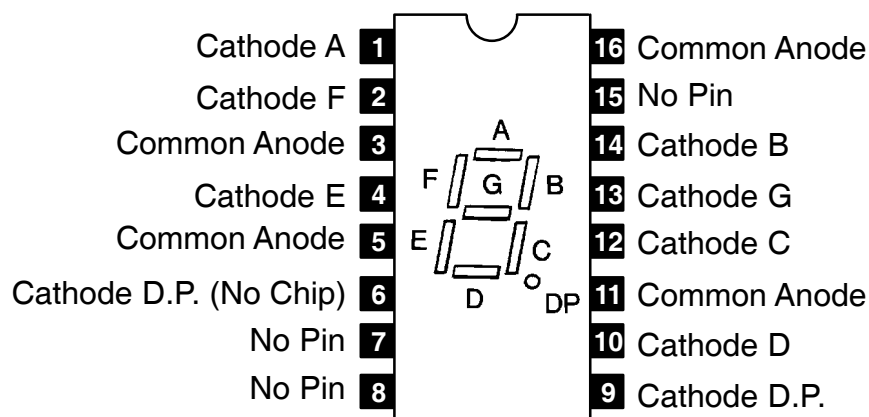 Cathode A 1
Cathode F 2
Common Anode 3
Cathode E 4
Common Anode 5
Cathode D.P. (No Chip) 6
No Pin 7
No Pin 8
A
F G B
E C
D DP
16 Common Anode
15 No Pin
14 Cathode B
13 Cathode G
12 Cathode C
11 Common Anode
10 Cathode D
9 Cathode D.P.